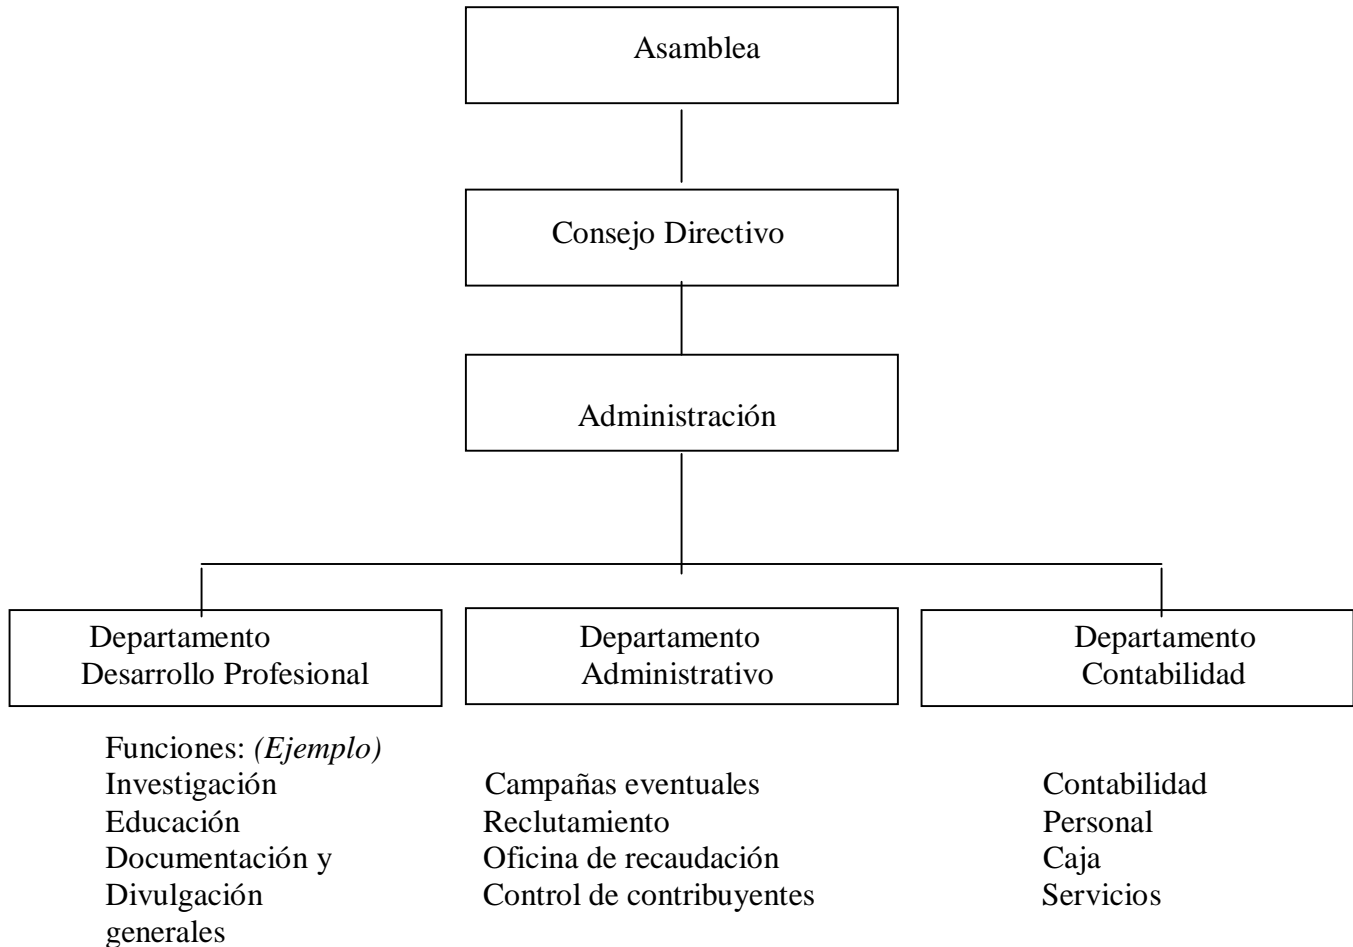 Asamblea
Consejo Directivo
Administración
Departamento
Desarrollo Profesional
Departamento
Administrativo
Departamento
Contabilidad
Funciones: (Ejemplo)
Investigación
Educación
Documentación y
Divulgación
generales
Campañas eventuales
Reclutamiento
Oficina de recaudación
Control de contribuyentes
Contabilidad
Personal
Caja
Servicios